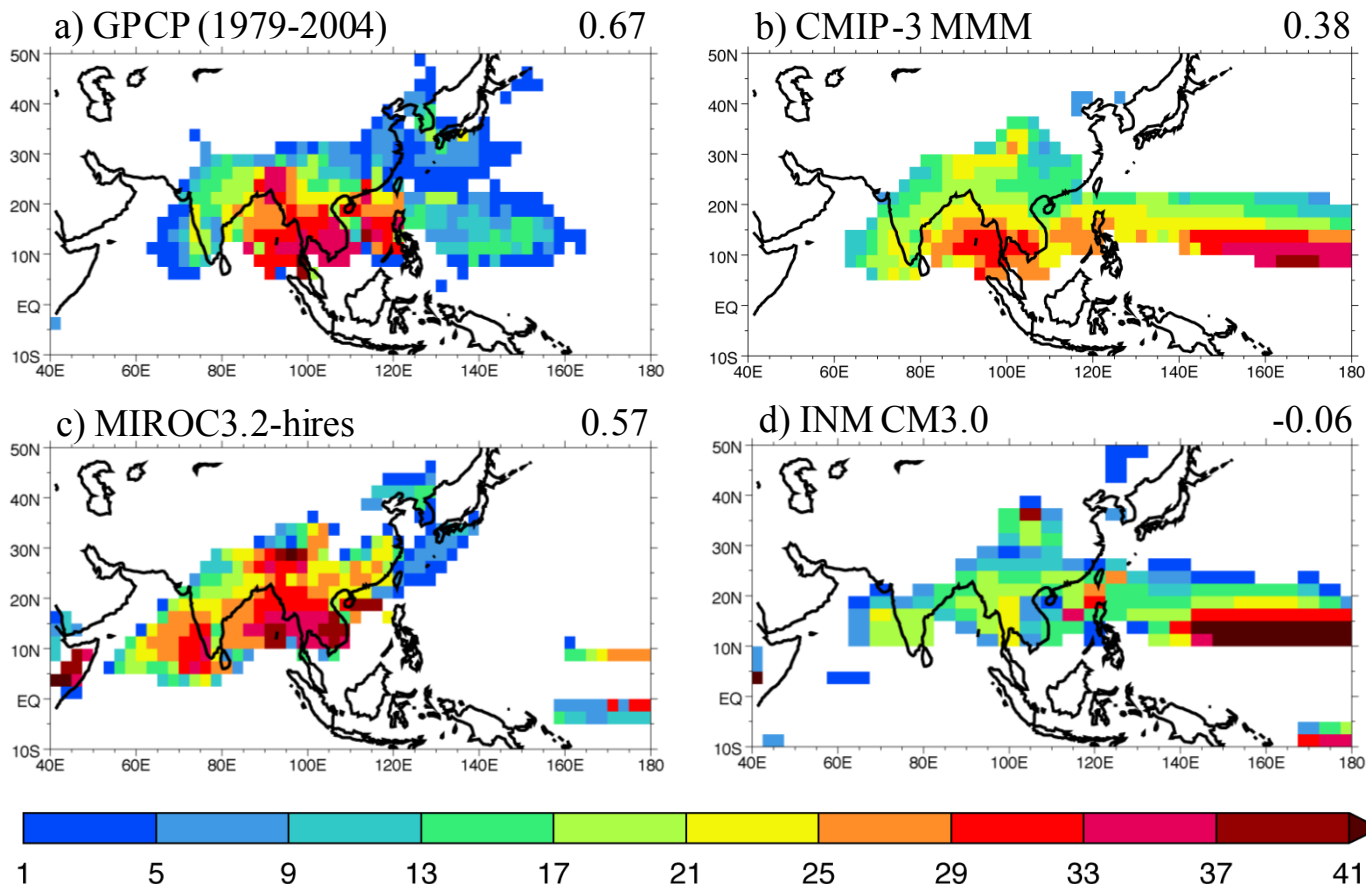 a) GPCP (1979-2004) 0.67
b) CMIP-3 MMM 0.38
50N
40N
30N
20N
10N
EQ
10S
40E 60E 80E 100E 120E 140E 160E 180
50N
40N
30N
20N
10N
EQ
10S
40E 60E 80E 100E 120E 140E 160E 180
c) MIROC3.2-hires 0.57
d) INM CM3.0 -0.06
50N
40N
30N
20N
10N
EQ
10S
40E 60E 80E 100E 120E 140E 160E 180
50N
40N
30N
20N
10N
EQ
10S
40E 60E 80E 100E 120E 140E 160E 180
1 5 9 13 17 21 25 29 33 37 41